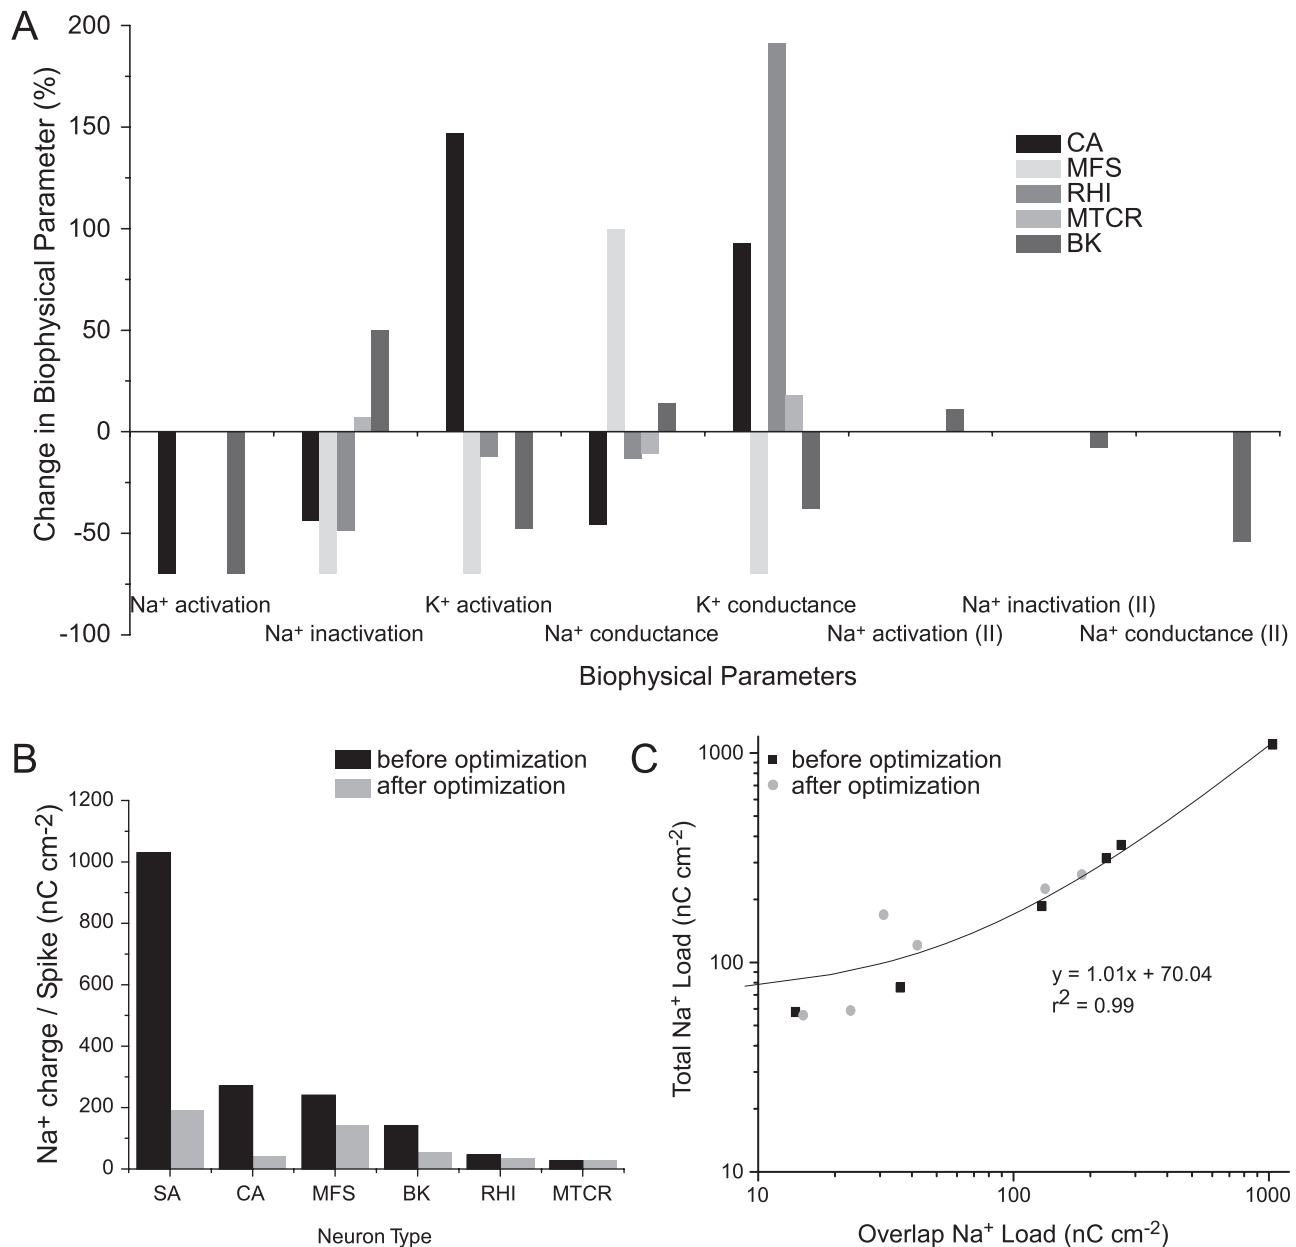 A
Change in Biophysical Parameter (%)
200
150
100
50
0
-50
-100
CA
MFS
RHI
MTCR
BK
Na⁺ activation
K⁺ activation
K⁺ conductance
Na⁺ inactivation (II)
Na⁺ inactivation
Na⁺ conductance
Na⁺ activation (II)
Na⁺ conductance (II)
Biophysical Parameters
B
before optimization
after optimization
Na⁺ charge / Spike (nC cm⁻²)
1200
1000
800
600
400
200
0
SA CA MFS BK RHI MTCR
Neuron Type
C
before optimization
after optimization
Total Na⁺ Load (nC cm⁻²)
1000
100
10
y = 1.01x + 70.04
r² = 0.99
10 100 1000
Overlap Na⁺ Load (nC cm⁻²)